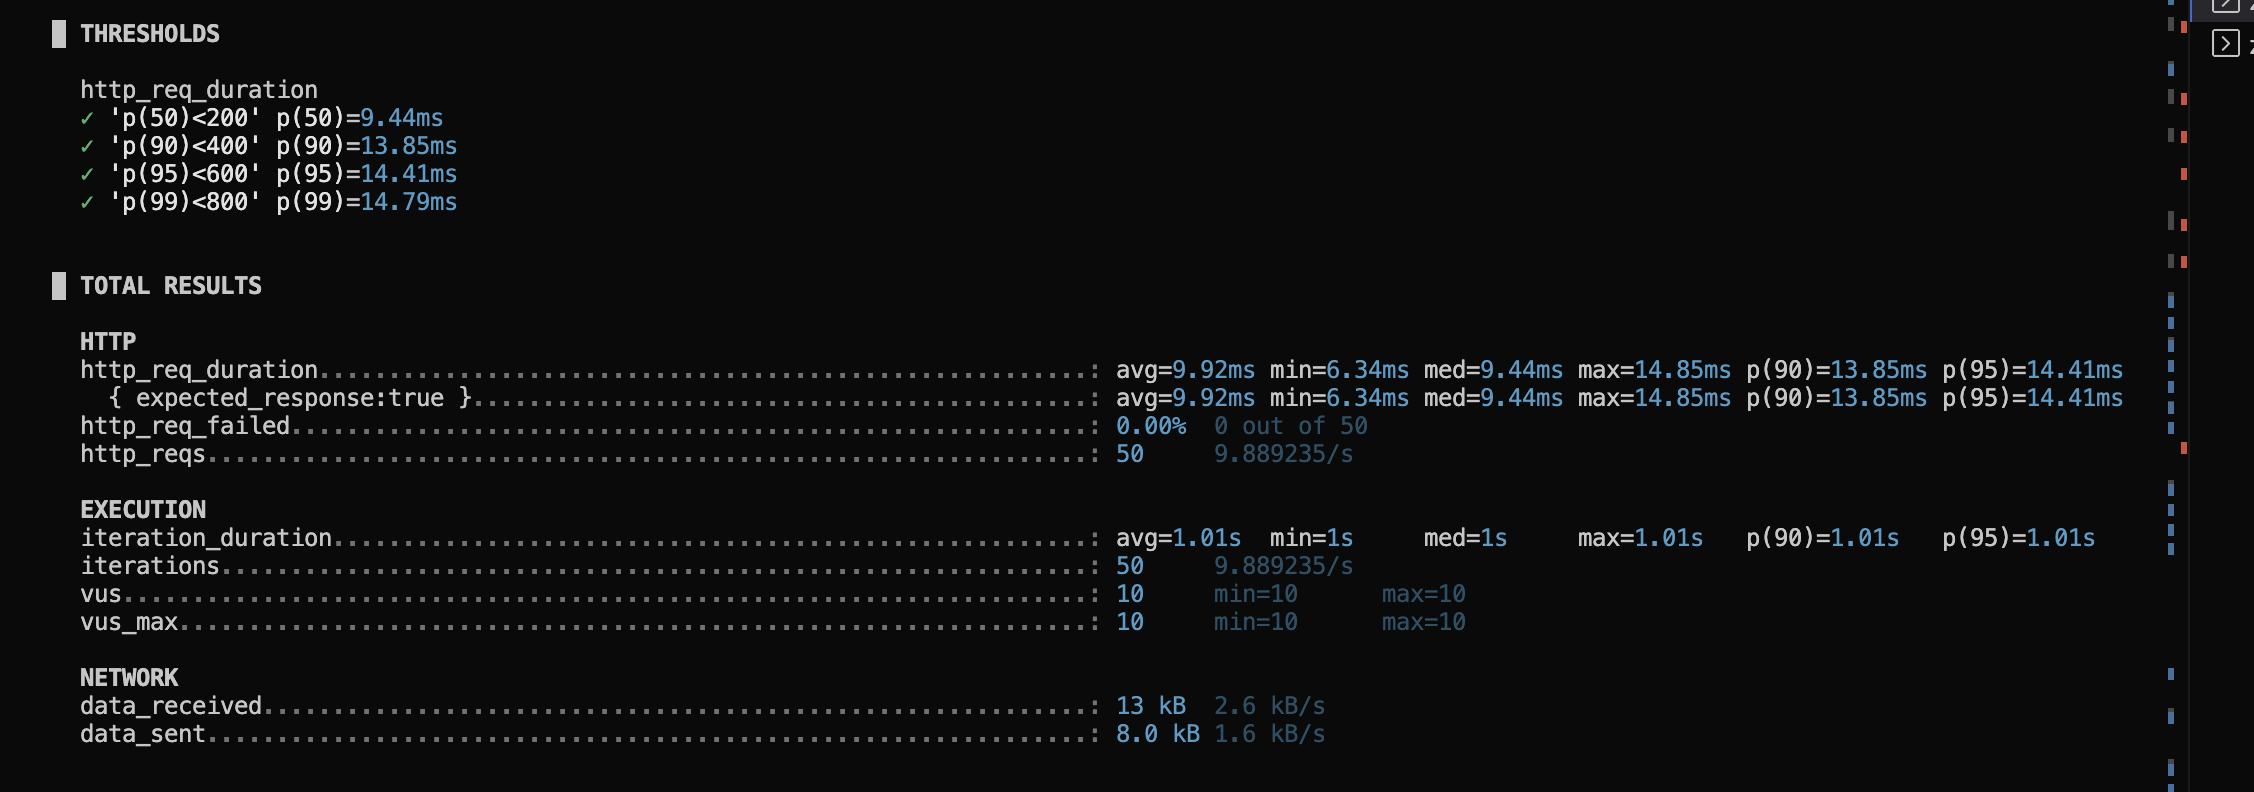 THRESHOLDS
http_req_duration
✓ 'p(50)<200' p(50)=9.44ms
✓ 'p(90)<400' p(90)=13.85ms
✓ 'p(95)<600' p(95)=14.41ms
✓ 'p(99)<800' p(99)=14.79ms
TOTAL RESULTS
HTTP
http_req_duration.......................................................: avg=9.92ms min=6.34ms med=9.44ms max=14.85ms p(90)=13.85ms p(95)=14.41ms
{ expected_response:true }............................................: avg=9.92ms min=6.34ms med=9.44ms max=14.85ms p(90)=13.85ms p(95)=14.41ms
http_req_failed.........................................................: 0.00% 0 out of 50
http_reqs...............................................................: 50 9.889235/s
EXECUTION
iteration_duration......................................................: avg=1.01s min=1s med=1s max=1.01s p(90)=1.01s p(95)=1.01s
iterations..............................................................: 50 9.889235/s
vus.....................................................................: 10 min=10 max=10
vus_max.................................................................: 10 min=10 max=10
NETWORK
data_received...........................................................: 13 kB 2.6 kB/s
data_sent...............................................................: 8.0 kB 1.6 kB/s